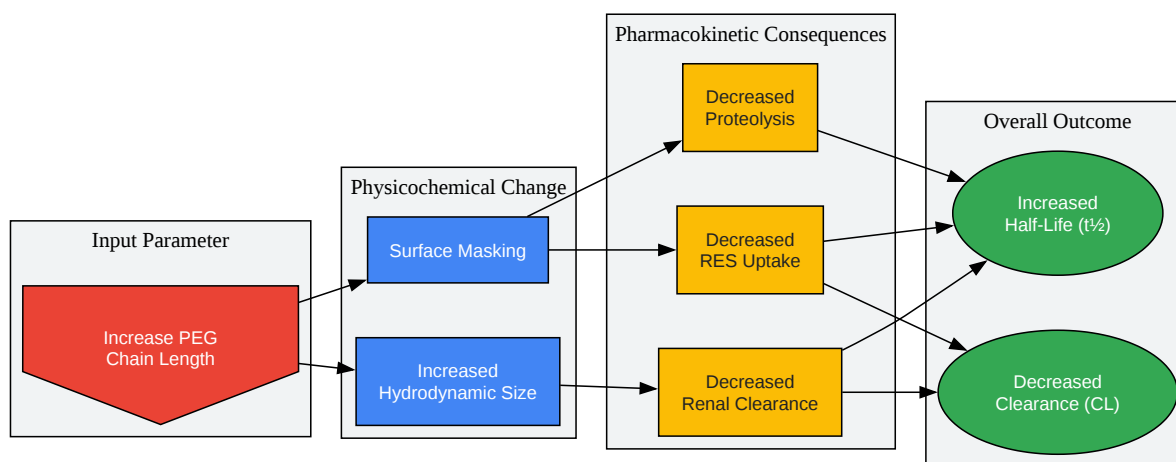 Input Parameter
Increase PEG
Chain Length
Physicochemical Change
Surface Masking
Increased
Hydrodynamic Size
Pharmacokinetic Consequences
Decreased
Proteolysis
Decreased
RES Uptake
Decreased
Renal Clearance
Overall Outcome
Increased
Half-Life (t½)
Decreased
Clearance (CL)